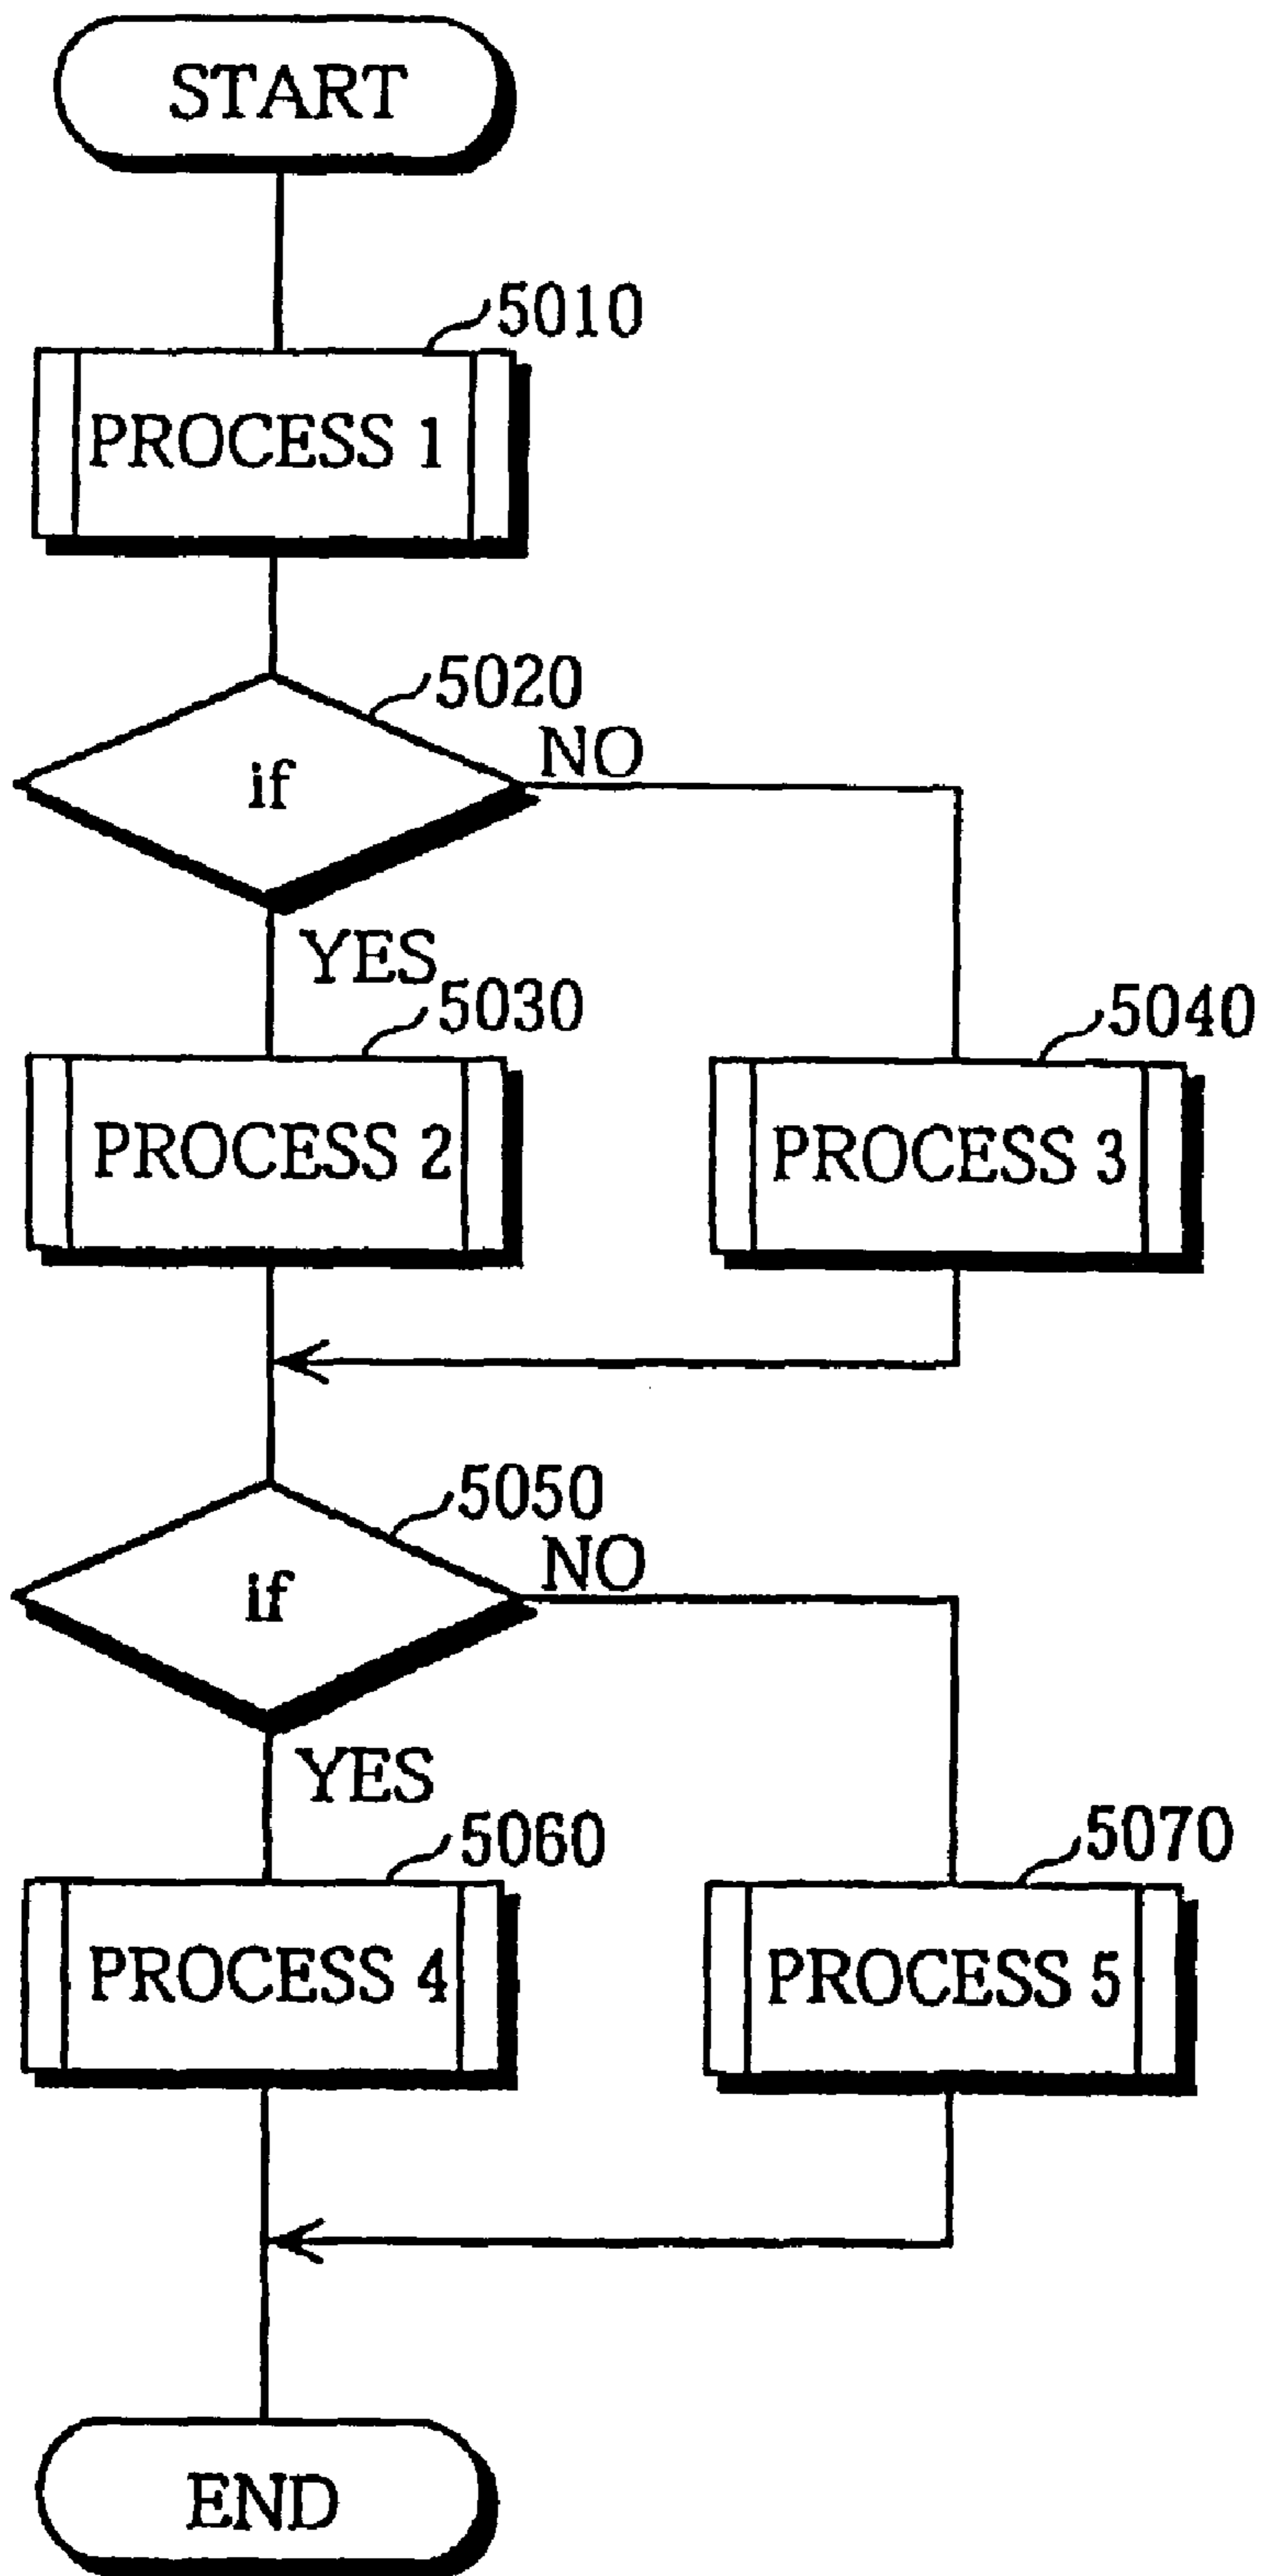 START
5010
PROCESS 1
5020
if
NO
YES
5030
5040
PROCESS 2
PROCESS 3
5050
if
NO
YES
5060
5070
PROCESS 4
PROCESS 5
END